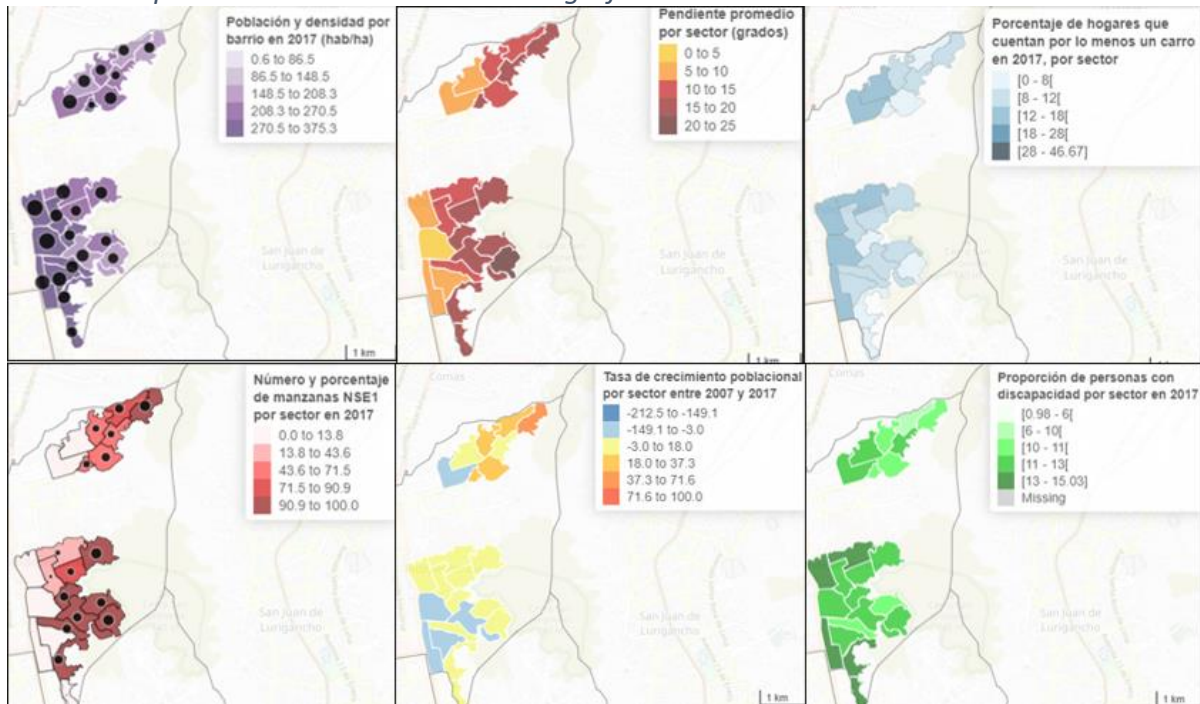 Población y densidad por
barrio en 2017 (hab/ha)
0.6 to 86.5
86.5 to 148.5
148.5 to 208.3
208.3 to 270.5
270.5 to 375.3
San Juan de
Lurigancho
1 km
Pendiente promedio
por sector (grados)
0 to 5
5 to 10
10 to 15
15 to 20
20 to 25
San Juan de
Lurigancho
1 km
Porcentaje de hogares que
cuentan por lo menos un carro
en 2017, por sector
[0 - 8[
[8 - 12[
[12 - 18[
[18 - 28[
[28 - 46.67]
San Juan de
Lurigancho
Número y porcentaje
de manzanas NSE1
por sector en 2017
0.0 to 13.8
13.8 to 43.6
43.6 to 71.5
71.5 to 90.9
90.9 to 100.0
San Juan de
Lurigancho
Comas
Tasa de crecimiento poblacional
por sector entre 2007 y 2017
-212.5 to -149.1
-149.1 to -3.0
-3.0 to 18.0
18.0 to 37.3
37.3 to 71.6
71.6 to 100.0
San Juan de
Lurigancho
1 km
Proporción de personas con
discapacidad por sector en 2017
[0.98 - 6[
[6 - 10[
[10 - 11[
[11 - 13[
[13 - 15.03]
Missing
San Juan de
Lurigancho
1 km